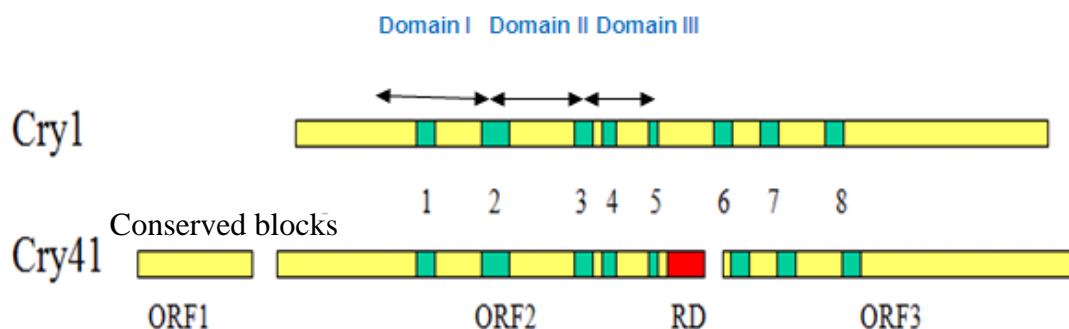 Domain I Domain II Domain III
Cry1
1 2 3 4 5 6 7 8
Conserved blocks
Cry41
ORF1 ORF2 RD ORF3